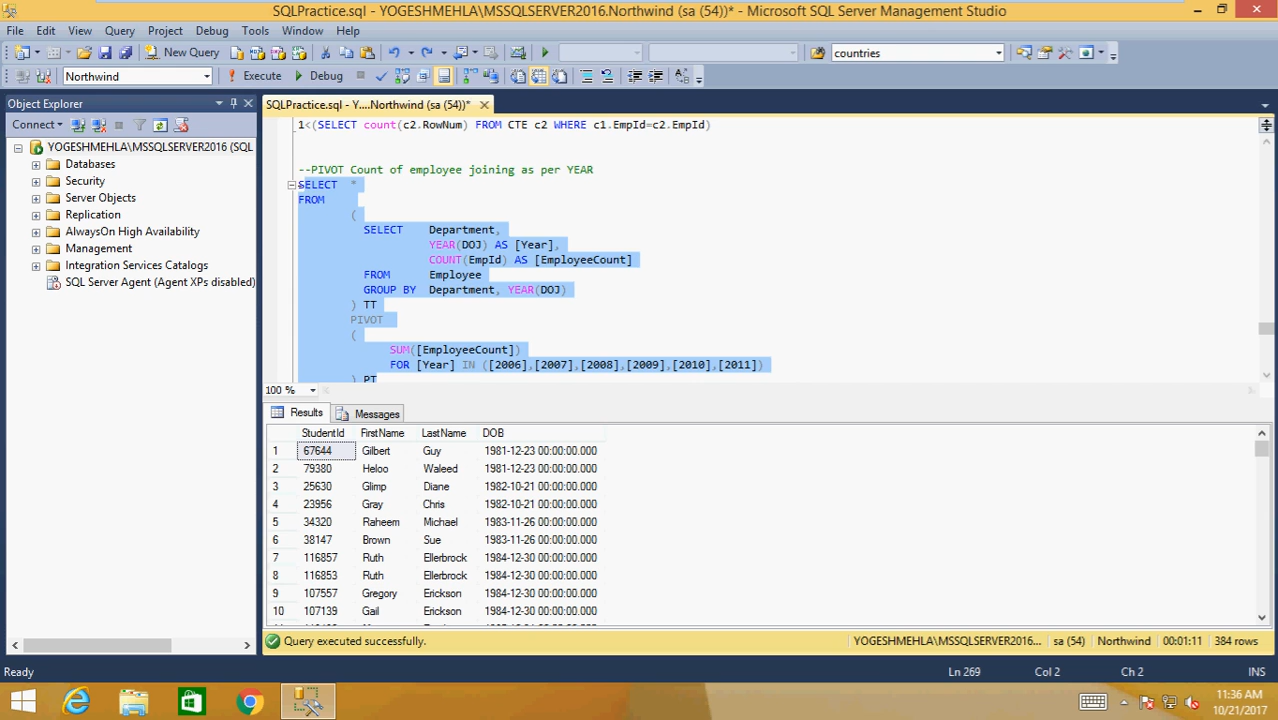 SQLPractice.sql - YOGESHMEHLA\MSSQLSERVER2016.Northwind (sa (54))* - Microsoft SQL Server Management Studio
File Edit View Query Project Debug Tools Window Help
New Query
countries
Northwind
Execute
Debug
Object Explorer
SQLPractice.sql - Y....Northwind (sa (54))*
Connect
YOGESHMEHLA\MSSQLSERVER2016 (SQL
Databases
Security
Server Objects
Replication
AlwaysOn High Availability
Management
Integration Services Catalogs
SQL Server Agent (Agent XPs disabled)
1<(SELECT count(c2.RowNum) FROM CTE c2 WHERE c1.EmpId=c2.EmpId)
--PIVOT Count of employee joining as per YEAR
SELECT *
FROM
(
SELECT Department,
YEAR(DOJ) AS [Year],
COUNT(EmpId) AS [EmployeeCount]
FROM Employee
GROUP BY Department, YEAR(DOJ)
) TT
PIVOT
(
SUM([EmployeeCount])
FOR [Year] IN ([2006],[2007],[2008],[2009],[2010],[2011])
) PT
100 %
Results Messages
StudentId FirstName LastName DOB
1 67644 Gilbert Guy 1981-12-23 00:00:00.000
2 79380 Heloo Waleed 1981-12-23 00:00:00.000
3 25630 Glimp Diane 1982-10-21 00:00:00.000
4 23956 Gray Chris 1982-10-21 00:00:00.000
5 34320 Raheem Michael 1983-11-26 00:00:00.000
6 38147 Brown Sue 1983-11-26 00:00:00.000
7 116857 Ruth Ellerbrock 1984-12-30 00:00:00.000
8 116853 Ruth Ellerbrock 1984-12-30 00:00:00.000
9 107557 Gregory Erickson 1984-12-30 00:00:00.000
10 107139 Gail Erickson 1984-12-30 00:00:00.000
Query executed successfully.
YOGESHMEHLA\MSSQLSERVER2016... sa (54) Northwind 00:01:11 384 rows
Ready
Ln 269 Col 2 Ch 2 INS
11:36 AM
10/21/2017